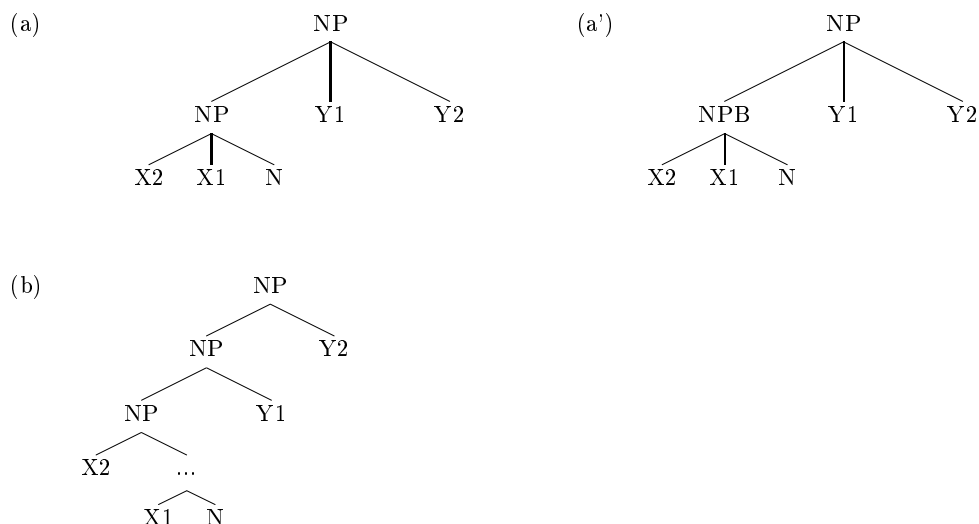 (a) NP (a') NP
NP Y1 Y2 NPB Y1 Y2
X2 X1 N X2 X1 N
(b) NP
NP Y2
NP Y1
X2 ...
X1 N